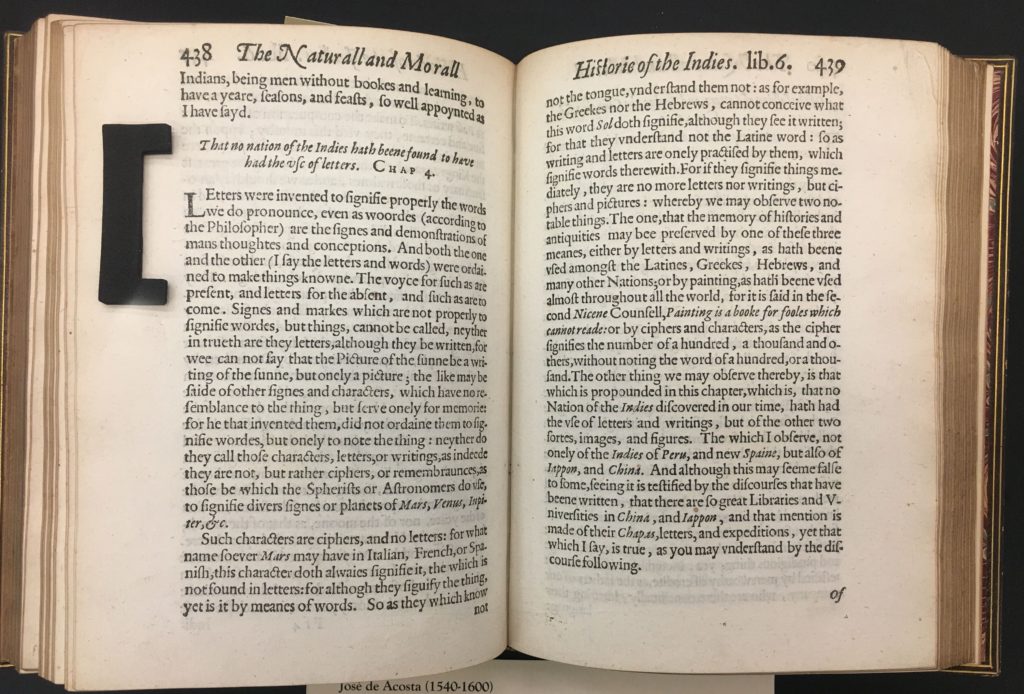 438 The Naturall and Morall
Indians, being men without bookes and learning, to
have a yeare, seasons, and feasts, so well appoynted as
I have sayd.
That no nation of the Indies hath beene found to have
had the vse of letters. CHAP 4.
LEtters were invented to signifie properly the words
we do pronounce, even as woordes (according to
the Philosopher) are the signes and demonstrations of
mans thoughtes and conceptions. And both the one
and the other (I say the letters and words) were ordai-
ned to make things knowne. The voyce for such as are
present, and letters for the absent, and such as are to
come. Signes and markes which are not properly to
signifie wordes, but things, cannot be called, neyther
in trueth are they letters, although they be written, for
wee can not say that the Picture of the sunne be a wri-
ting of the sunne, but onely a picture; the like may be
saide of other signes and characters, which have no re-
semblance to the thing, but serve onely for memorie:
for he that invented them, did not ordaine them to sig-
nifie wordes, but onely to note the thing: neyther do
they call those characters, letters, or writings, as indeede
they are not, but rather ciphers, or remembraunces, as
those be which the Spherists or Astronomers do vse,
to signifie divers signes or planets of Mars, Venus, Iupi-
ter, &c.
Such characters are ciphers, and no letters: for what
name soever Mars may have in Italian, French, or Spa-
nish, this character doth alwaies signifie it, the which is
not found in letters: for althogh they siguify the thing,
yet is it by meanes of words. So as they which know
not
Historie of the Indies. lib.6. 439
not the tongue, vnderstand them not: as for example,
the Greekes nor the Hebrews, cannot conceive what
this word Sol doth signifie, although they see it written;
for that they vnderstand not the Latine word: so as
writing and letters are onely practised by them, which
signifie words therewith. For if they signifie things me-
diately, they are no more letters nor writings, but ci-
phers and pictures: whereby we may observe two no-
table things. The one, that the memory of histories and
antiquities may bee preserved by one of these three
meanes, either by letters and writings, as hath beene
vsed amongst the Latines, Greekes, Hebrews, and
many other Nations; or by painting, as hath beene vsed
almost throughout all the world, for it is said in the se-
cond Nicene Counsell, Painting is a booke for fooles which
cannot reade: or by ciphers and characters, as the cipher
signifies the number of a hundred, a thousand and o-
thers, without noting the word of a hundred, or a thou-
sand. The other thing we may observe thereby, is that
which is propounded in this chapter, which is, that no
Nation of the Indies discovered in our time, hath had
the vse of letters and writings, but of the other two
sortes, images, and figures. The which I observe, not
onely of the Indies of Peru, and new Spaine, but also of
Iappon, and China. And although this may seeme false
to some, seeing it is testified by the discourses that have
beene written, that there are so great Libraries and V-
niversities in China, and Iappon, and that mention is
made of their Chapas, letters, and expeditions, yet that
which I say, is true, as you may vnderstand by the dis-
course following.
of
José de Acosta (1540-1600)